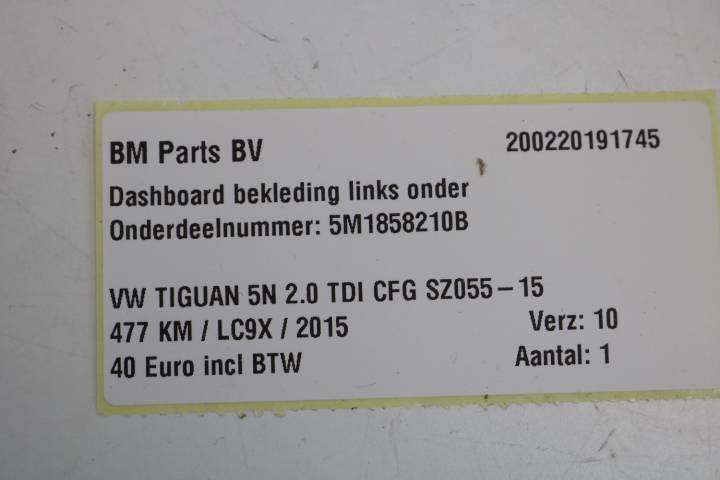 BM Parts BV 200220191745
Dashboard bekleding links onder
Onderdeelnummer: 5M1858210B
VW TIGUAN 5N 2.0 TDI CFG SZ055-15
477 KM / LC9X / 2015 Verz: 10
40 Euro incl BTW Aantal: 1